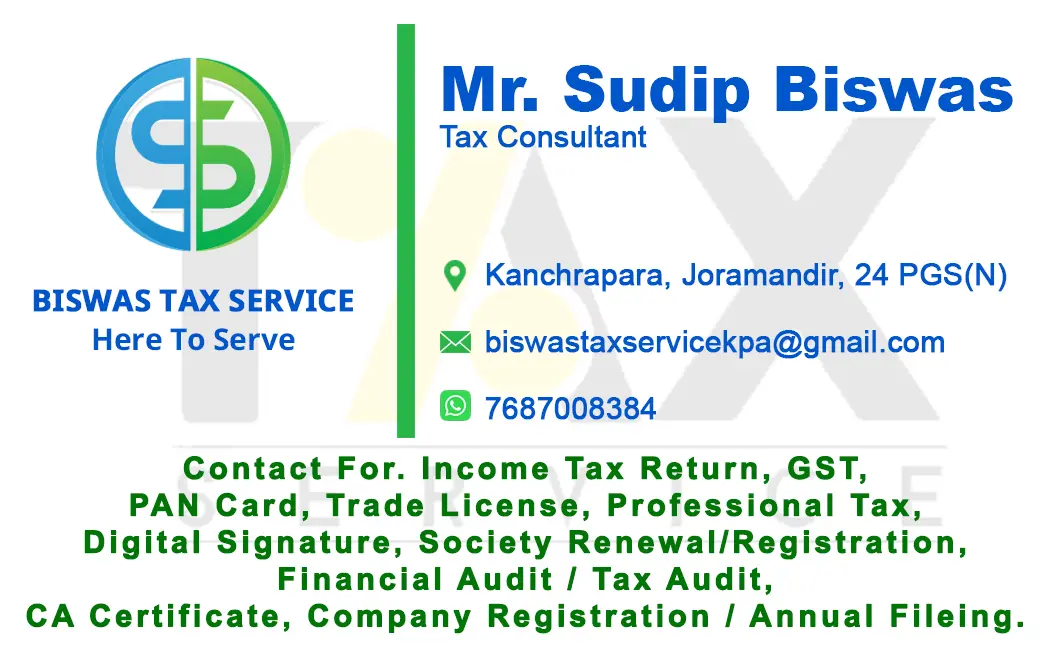 BISWAS TAX SERVICE
Here To Serve
Mr. Sudip Biswas
Tax Consultant
Kanchrapara, Joramandir, 24 PGS(N)
biswastaxservicekpa@gmail.com
7687008384
TAX
SERVICE
Contact For. Income Tax Return, GST,
PAN Card, Trade License, Professional Tax,
Digital Signature, Society Renewal/Registration,
Financial Audit / Tax Audit,
CA Certificate, Company Registration / Annual Fileing.